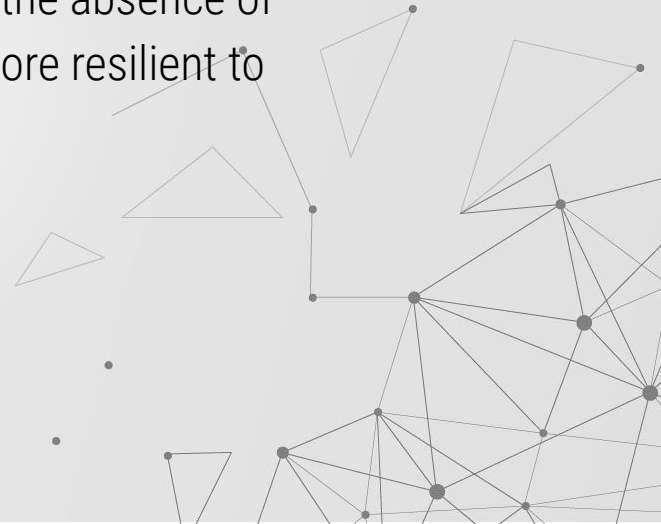 the absence of
ore resilient to